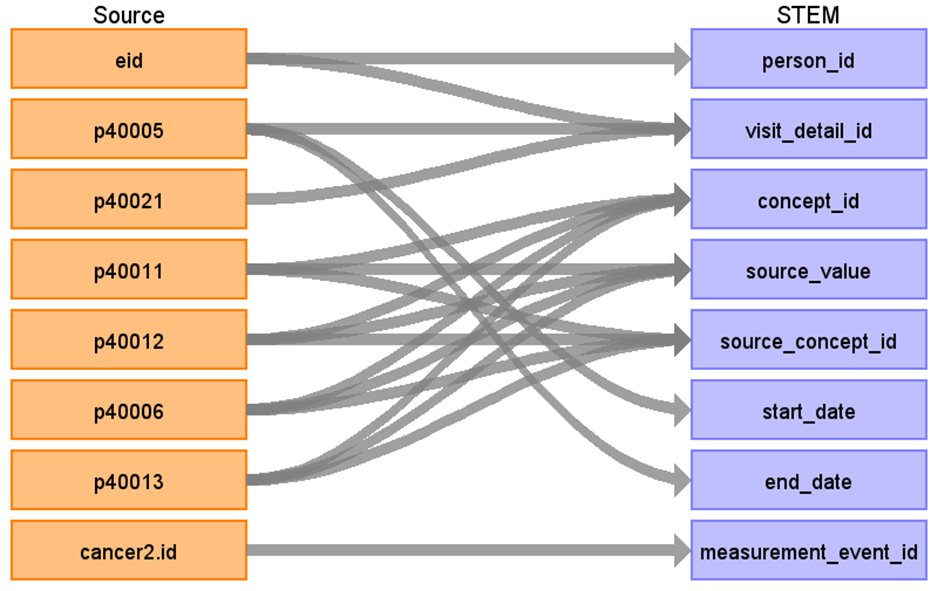 Source STEM
eid person_id
p40005 visit_detail_id
p40021 concept_id
p40011 source_value
p40012 source_concept_id
p40006 start_date
p40013 end_date
cancer2.id measurement_event_id